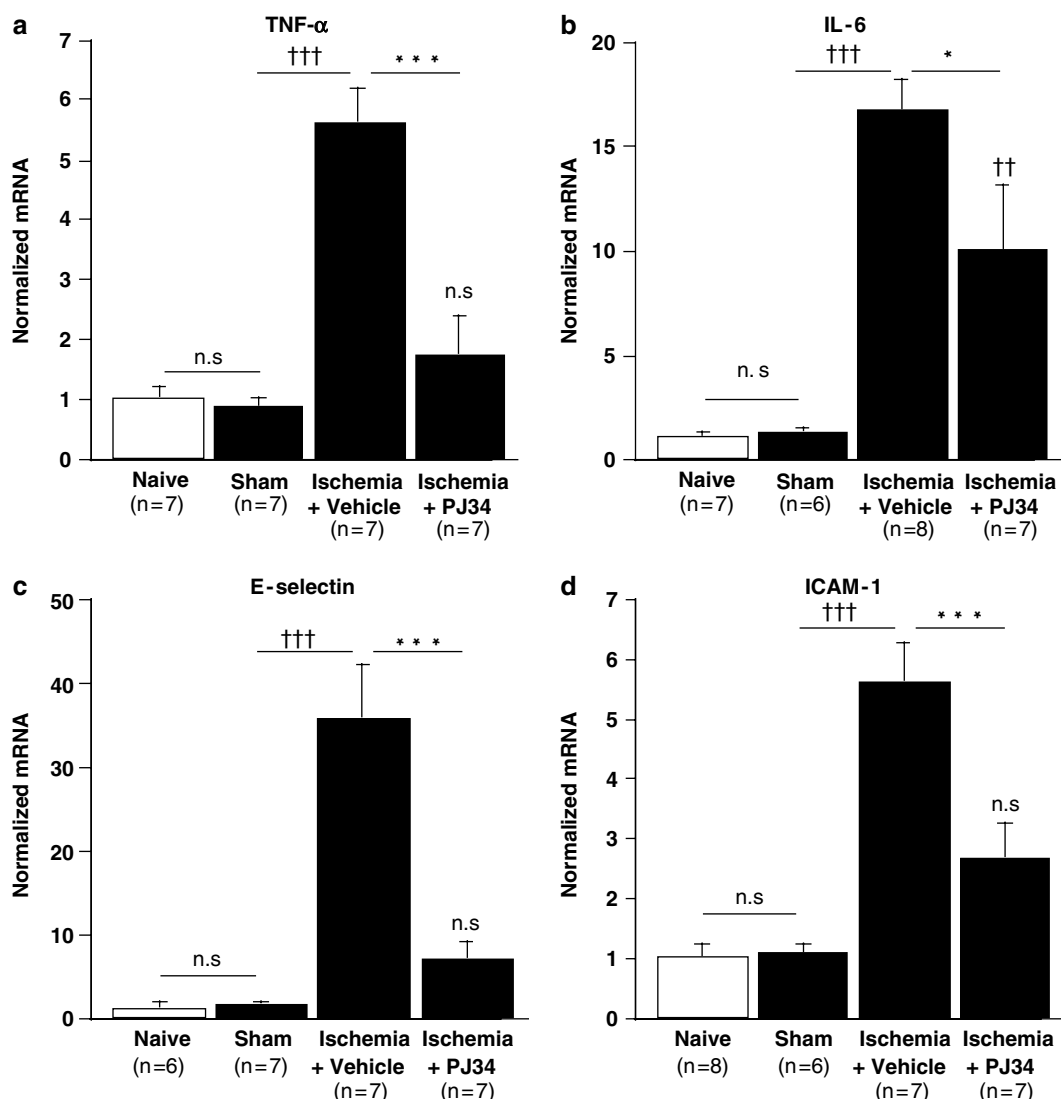 a
TNF-α
Normalized mRNA
7
6
5
4
3
2
1
0
†††
* * *
n.s
n.s
Naive Sham Ischemia Ischemia
(n=7) (n=7) + Vehicle + PJ34
(n=7) (n=7)
b
IL-6
Normalized mRNA
20
15
10
5
0
†††
*
††
n. s
Naive Sham Ischemia Ischemia
(n=7) (n=6) + Vehicle + PJ34
(n=8) (n=7)
c
E-selectin
Normalized mRNA
50
40
30
20
10
0
†††
* * *
n.s
n.s
Naive Sham Ischemia Ischemia
(n=6) (n=7) + Vehicle + PJ34
(n=7) (n=7)
d
ICAM-1
Normalized mRNA
7
6
5
4
3
2
1
0
†††
* * *
n.s
n.s
Naive Sham Ischemia Ischemia
(n=8) (n=6) + Vehicle + PJ34
(n=7) (n=7)